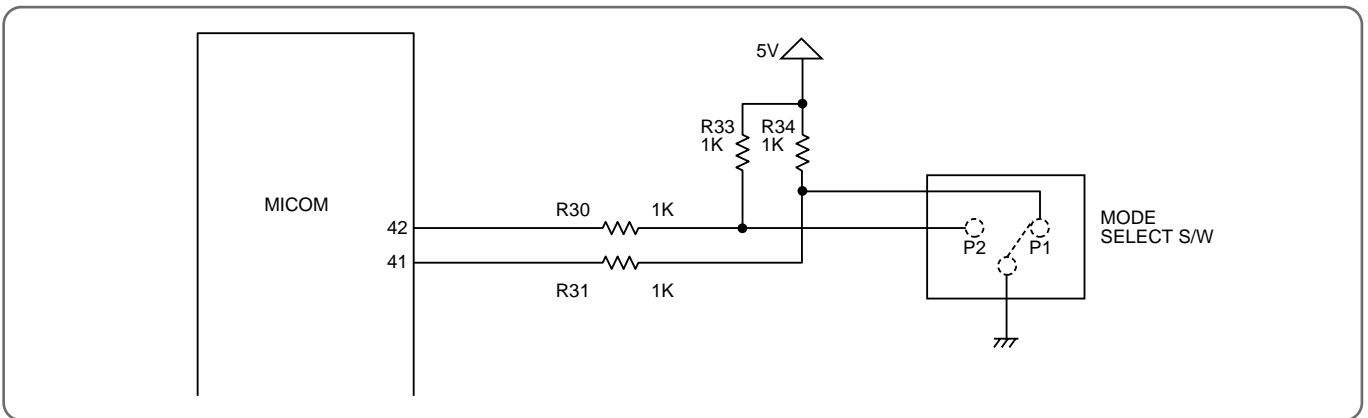 5V
R33 R34
1K 1K
MICOM
R30 1K
42
41
R31 1K
P2 P1
MODE
SELECT S/W